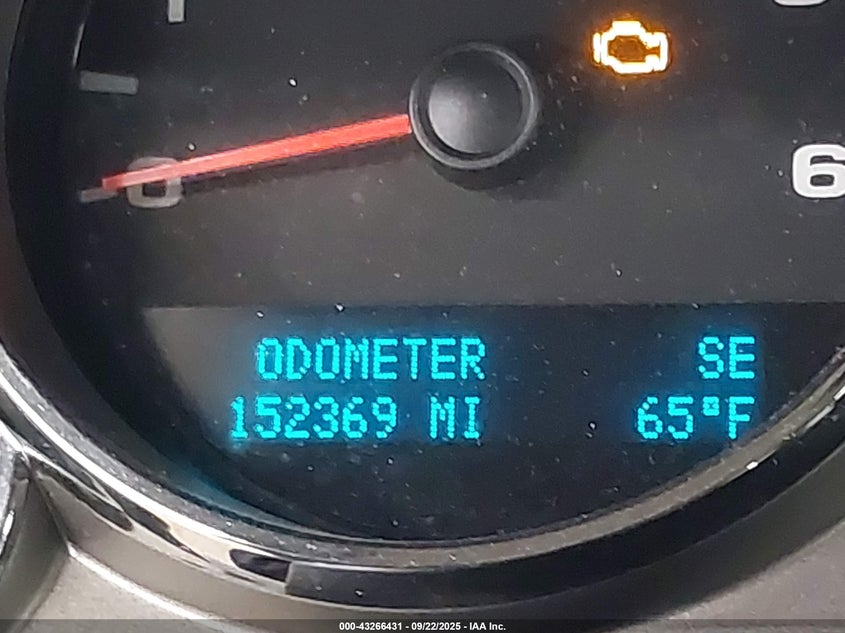 0
6
ODOMETER SE
152369 MI 65°F
000-43266431 - 09/22/2025 - IAA Inc.